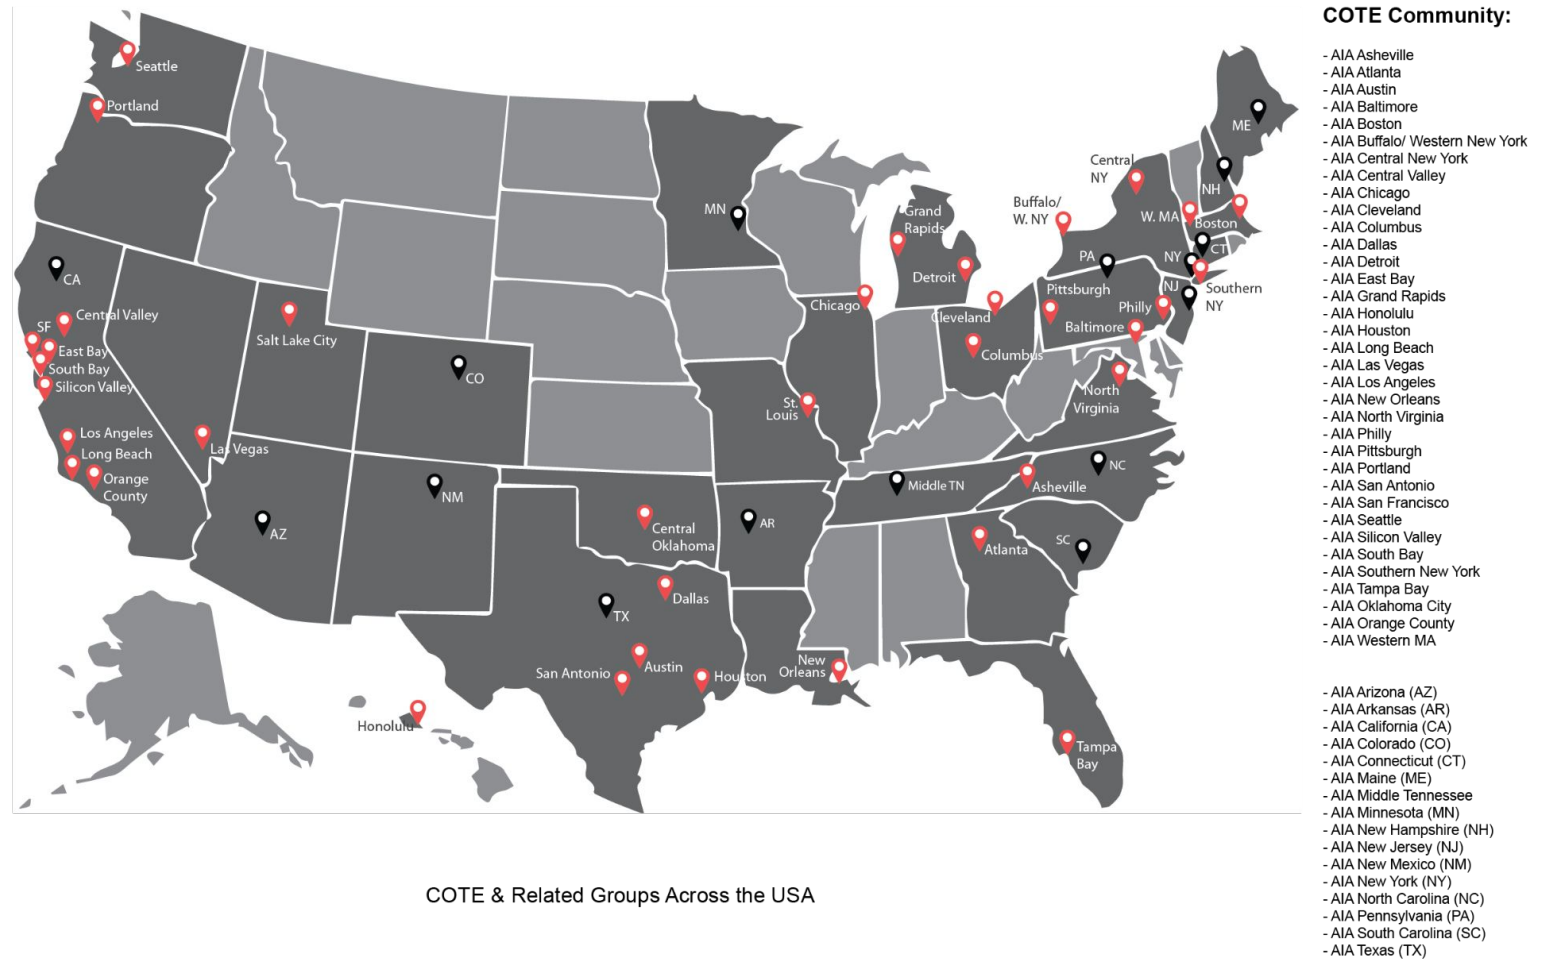 Seattle
Portland
CA
Central Valley
SF
East Bay
South Bay
Silicon Valley
Los Angeles
Long Beach
Orange
County
Las Vegas
Salt Lake City
CO
AZ
NM
Central
Oklahoma
TX
Dallas
Austin
San Antonio
Houston
New
Orleans
AR
St.
Louis
MN
Chicago
Grand
Rapids
Detroit
Cleveland
Columbus
Middle TN
Asheville
NC
SC
Atlanta
Tampa
Bay
Honolulu
North
Virginia
Baltimore
Philly
Pittsburgh
PA
NJ
NY
Southern
NY
CT
Boston
W. MA
NH
ME
Central
NY
Buffalo/
W. NY
COTE & Related Groups Across the USA
COTE Community:
- AIA Asheville
- AIA Atlanta
- AIA Austin
- AIA Baltimore
- AIA Boston
- AIA Buffalo/ Western New York
- AIA Central New York
- AIA Central Valley
- AIA Chicago
- AIA Cleveland
- AIA Columbus
- AIA Dallas
- AIA Detroit
- AIA East Bay
- AIA Grand Rapids
- AIA Honolulu
- AIA Houston
- AIA Long Beach
- AIA Las Vegas
- AIA Los Angeles
- AIA New Orleans
- AIA North Virginia
- AIA Philly
- AIA Pittsburgh
- AIA Portland
- AIA San Antonio
- AIA San Francisco
- AIA Seattle
- AIA Silicon Valley
- AIA South Bay
- AIA Southern New York
- AIA Tampa Bay
- AIA Oklahoma City
- AIA Orange County
- AIA Western MA
- AIA Arizona (AZ)
- AIA Arkansas (AR)
- AIA California (CA)
- AIA Colorado (CO)
- AIA Connecticut (CT)
- AIA Maine (ME)
- AIA Middle Tennessee
- AIA Minnesota (MN)
- AIA New Hampshire (NH)
- AIA New Jersey (NJ)
- AIA New Mexico (NM)
- AIA New York (NY)
- AIA North Carolina (NC)
- AIA Pennsylvania (PA)
- AIA South Carolina (SC)
- AIA Texas (TX)